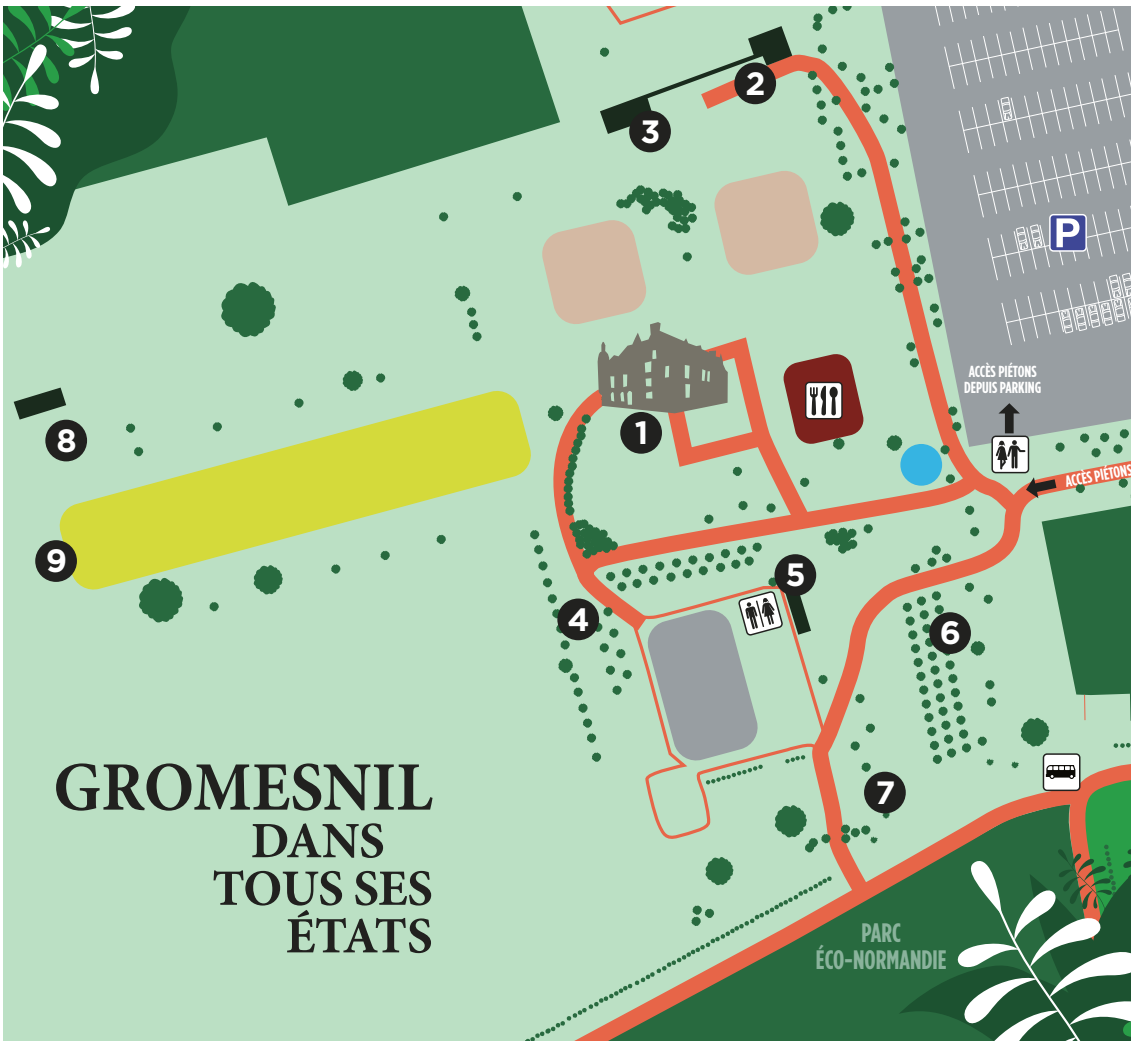 2
3
P
ACCÈS PIÉTONS
DEPUIS PARKING
1
8
ACCÈS PIÉTONS
9
5
4
6
GROMESNIL
DANS
TOUS SES
ÉTATS
7
PARC
ÉCO-NORMANDIE